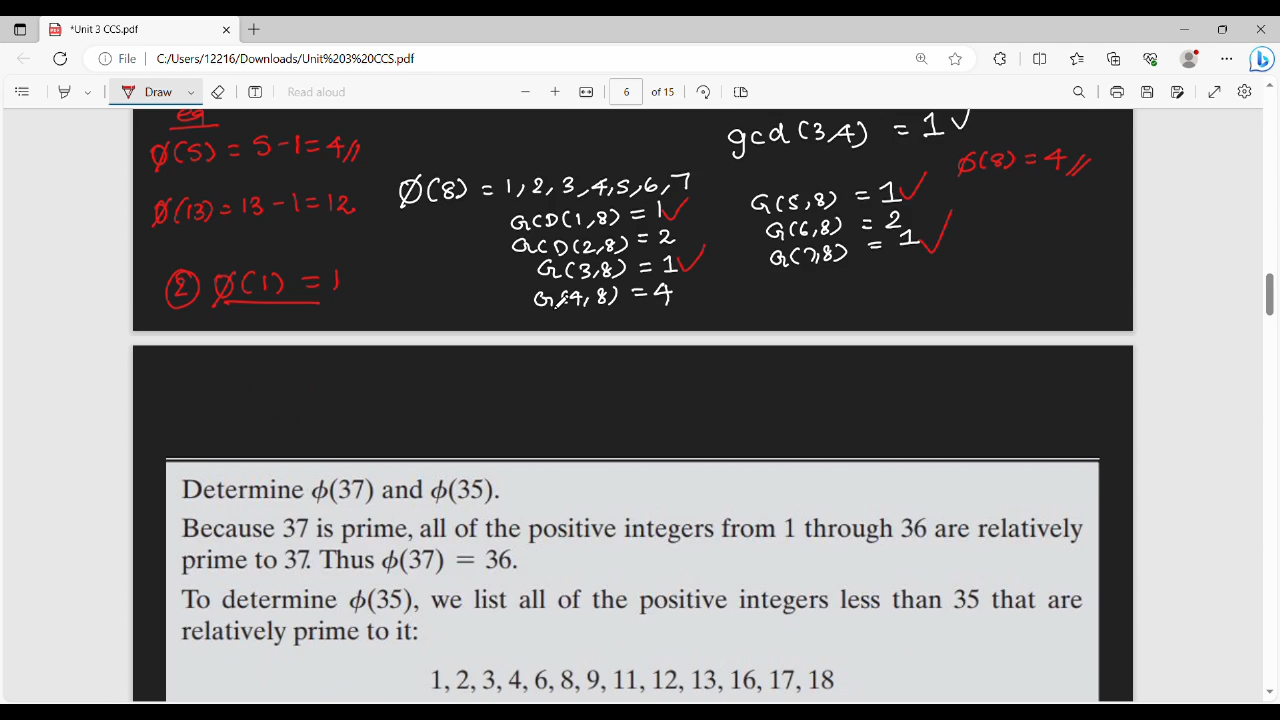 *Unit 3 CCS.pdf
File C:/Users/12216/Downloads/Unit%203%20CCS.pdf
Draw Read aloud 6 of 15
eg
ϕ(5) = 5-1=4//
ϕ(13)=13-1=12
② ϕ(1) = 1
ϕ(8) = 1, 2, 3, 4, 5, 6, 7
GCD(1,8) = 1✓
GCD(2,8) = 2
G(3,8) = 1✓
G(4,8) = 4
gcd(3,4) = 1✓
G(5,8) = 1✓
G(6,8) = 2
G(7,8) = 1✓
ϕ(8) = 4//
Determine ϕ(37) and ϕ(35).
Because 37 is prime, all of the positive integers from 1 through 36 are relatively
prime to 37. Thus ϕ(37) = 36.
To determine ϕ(35), we list all of the positive integers less than 35 that are
relatively prime to it:
1, 2, 3, 4, 6, 8, 9, 11, 12, 13, 16, 17, 18